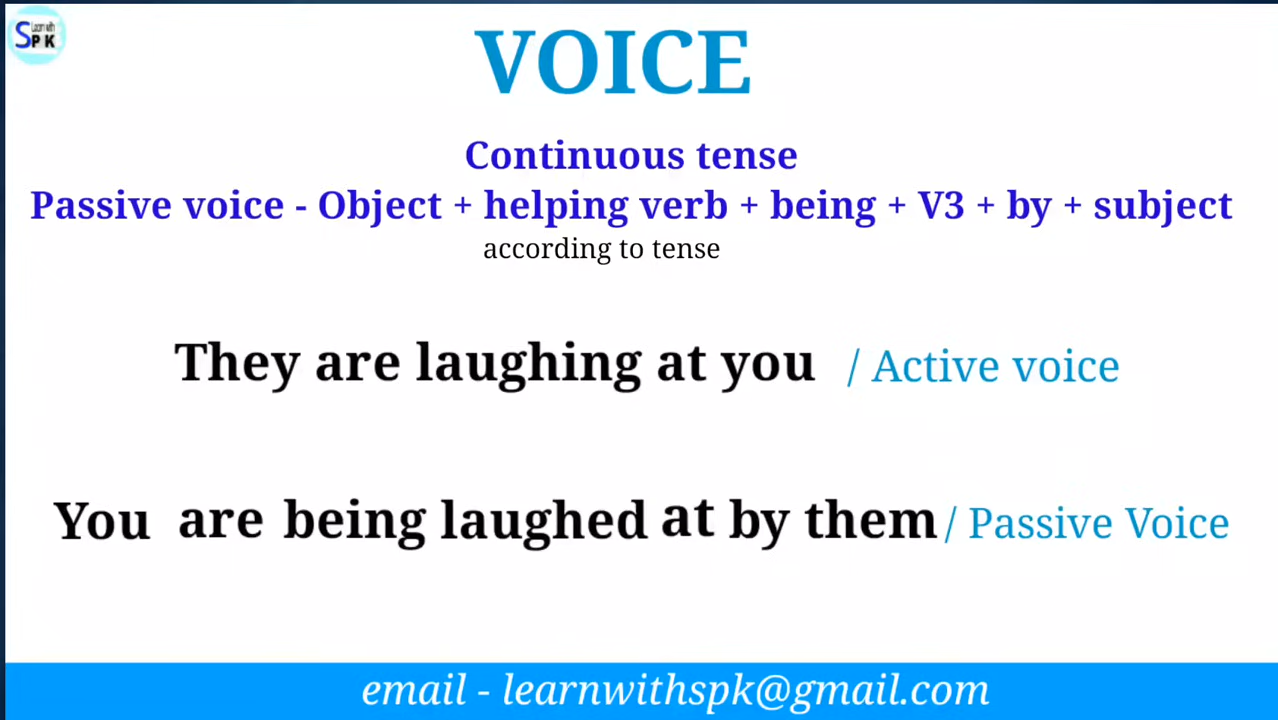 S Learn with
P K
VOICE
Continuous tense
Passive voice - Object + helping verb + being + V3 + by + subject
according to tense
They are laughing at you / Active voice
You are being laughed at by them / Passive Voice
email - learnwithspk@gmail.com